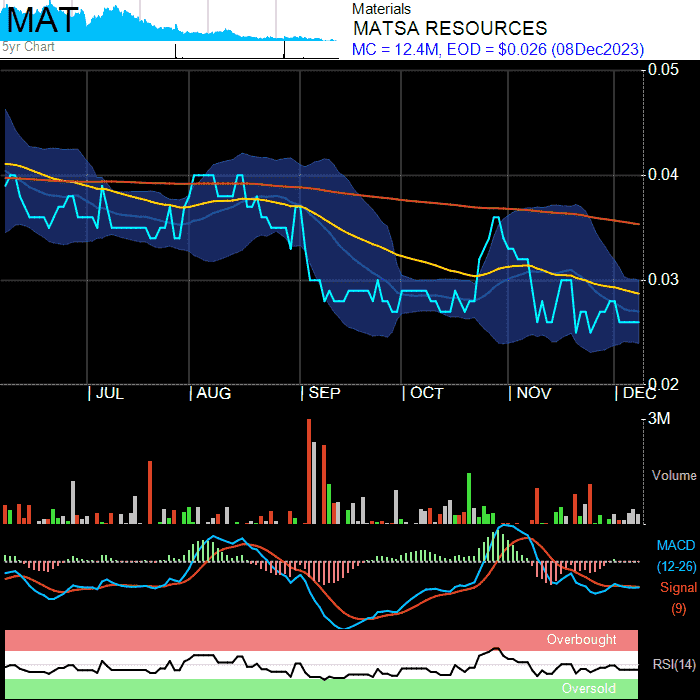 MAT
5yr Chart
Materials
MATSA RESOURCES
MC = 12.4M, EOD = $0.026 (08Dec2023)
0.05
0.04
0.03
0.02
| JUL | AUG | SEP | OCT | NOV | DEC
3M
Volume
MACD
(12-26)
Signal
(9)
Overbought
RSI(14)
Oversold